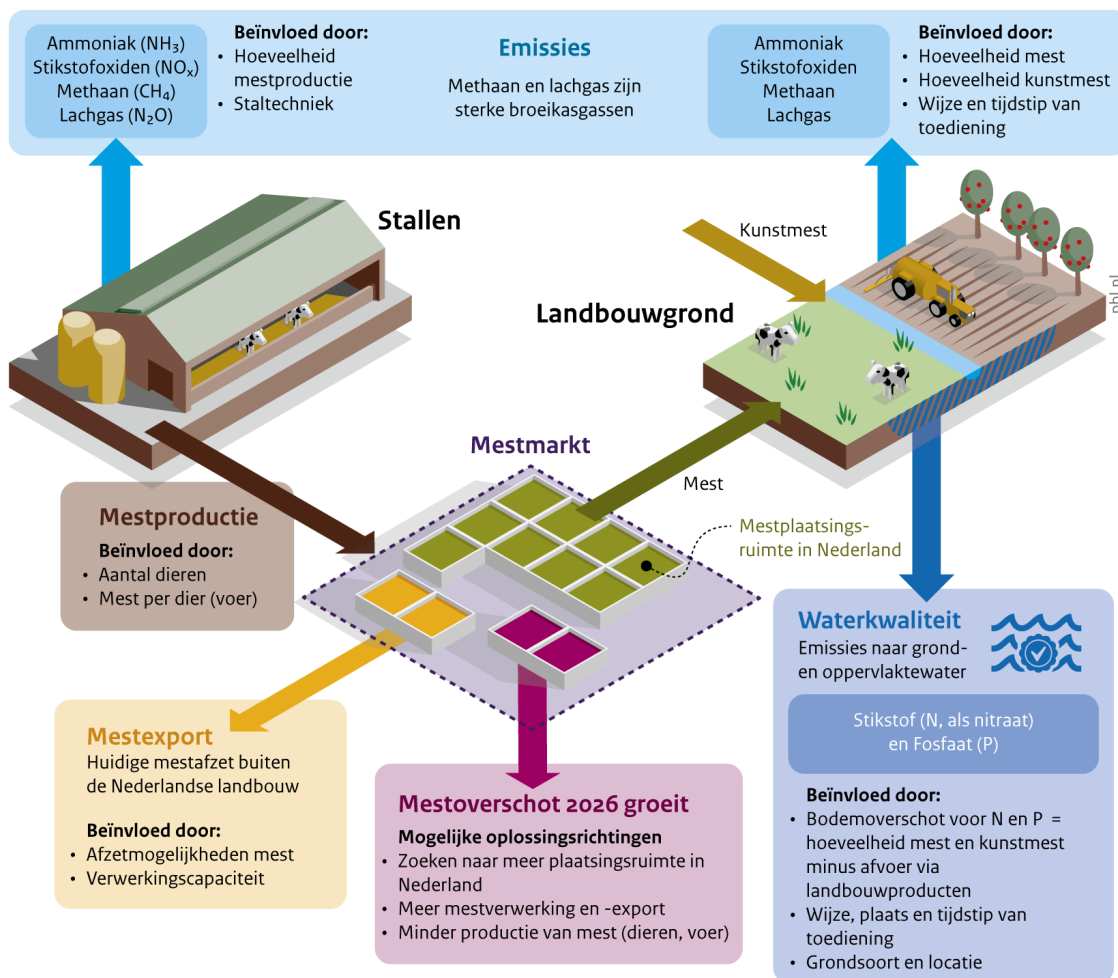 Ammoniak (NH₃)
Stikstofoxiden (NOₓ)
Methaan (CH₄)
Lachgas (N₂O)
Beïnvloed door:
• Hoeveelheid
mestproductie
• Staltechniek
Emissies
Methaan en lachgas zijn
sterke broeikasgassen
Ammoniak
Stikstofoxiden
Methaan
Lachgas
Beïnvloed door:
• Hoeveelheid mest
• Hoeveelheid kunstmest
• Wijze en tijdstip van
toediening
Stallen
Kunstmest
Landbouwgrond
pbl.nl
Mestmarkt
Mest
Mestplaatsings-
ruimte in Nederland
Mestproductie
Beïnvloed door:
• Aantal dieren
• Mest per dier (voer)
Mestexport
Huidige mestafzet buiten
de Nederlandse landbouw
Beïnvloed door:
• Afzetmogelijkheden mest
• Verwerkingscapaciteit
Mestoverschot 2026 groeit
Mogelijke oplossingsrichtingen
• Zoeken naar meer plaatsingsruimte in
Nederland
• Meer mestverwerking en -export
• Minder productie van mest (dieren, voer)
Waterkwaliteit
Emissies naar grond-
en oppervlaktewater
Stikstof (N, als nitraat)
en Fosfaat (P)
Beïnvloed door:
• Bodemoverschot voor N en P =
hoeveelheid mest en kunstmest
minus afvoer via
landbouwproducten
• Wijze, plaats en tijdstip van
toediening
• Grondsoort en locatie